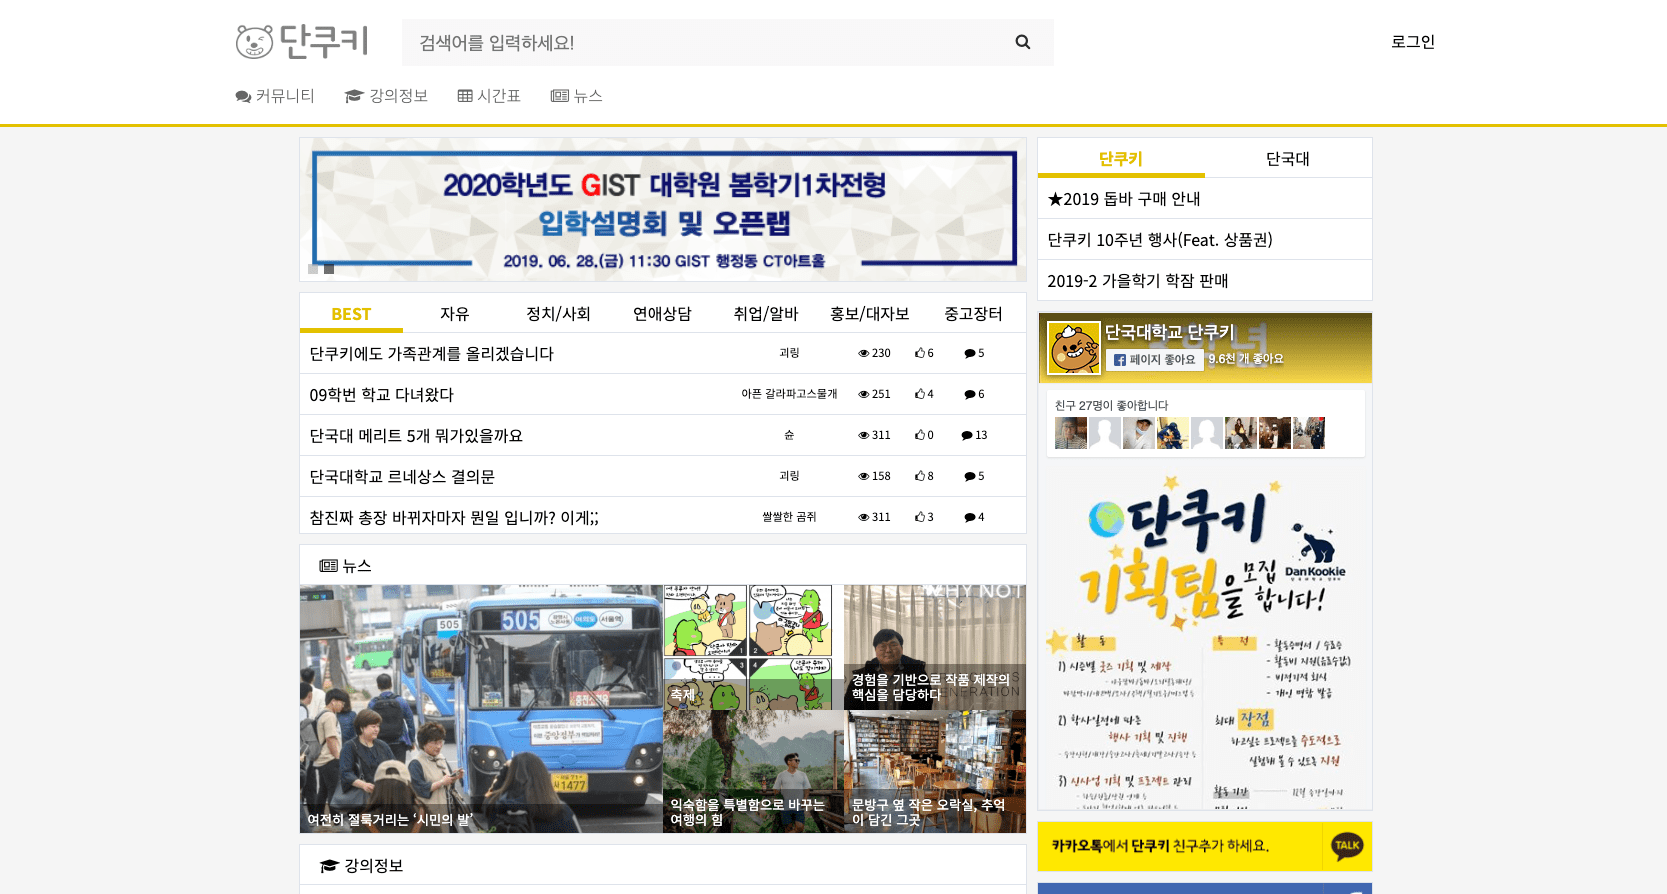 단쿠키
검색어를 입력하세요!
로그인
커뮤니티 강의정보 시간표 뉴스
2020학년도 GIST 대학원 봄학기1차전형
입학설명회 및 오픈랩
2019. 06. 28.(금) 11:30 GIST 행정동 CT아트홀
BEST 자유 정치/사회 연애상담 취업/알바 홍보/대자보 중고장터
단쿠키에도 가족관계를 올리겠습니다 괴링 230 6 5
09학번 학교 다녀왔다 아픈 갈라파고스물개 251 4 6
단국대 메리트 5개 뭐가있을까요 슌 311 0 13
단국대학교 르네상스 결의문 괴링 158 8 5
참진짜 총장 바뀌자마자 뭔일 입니까? 이게;; 쌀쌀한 곰쥐 311 3 4
뉴스
505
505
1477
여전히 절룩거리는 ‘시민의 발’
축제
WHY NOT
경험을 기반으로 작품 제작의
핵심을 담당하다
익숙함을 특별함으로 바꾸는
여행의 힘
문방구 옆 작은 오락실, 추억
이 담긴 그곳
강의정보
단쿠키 단국대
★2019 돕바 구매 안내
단쿠키 10주년 행사(Feat. 상품권)
2019-2 가을학기 학잠 판매
단국대학교 단쿠키
페이지 좋아요 9.6천 개 좋아요
친구 27명이 좋아합니다
단쿠키
DanKookie
기획팀을 모집
합니다!
활동
1) 시즌별 굿즈 기획 및 제작
2) 학사일정에 따른
행사 기획 및 진행
3) 신사업 기획 및 프로젝트 관리
특전
- 활동증명서 / 수료증
- 개인 명함 발급
최대 장점
하고싶은 프로젝트를 주도적으로
실험해 볼 수 있도록 지원
활동 기간
카카오톡에서 단쿠키 친구추가 하세요.
TALK